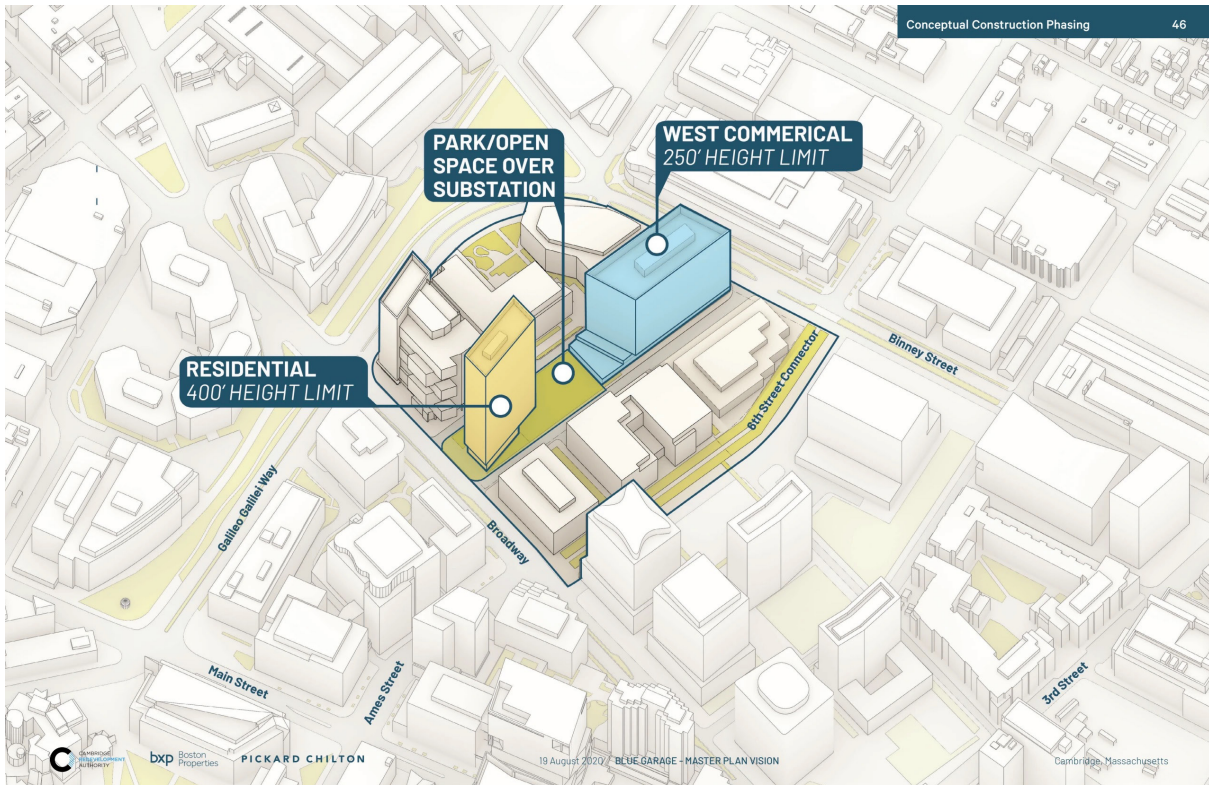 Conceptual Construction Phasing 46
PARK/OPEN
SPACE OVER
SUBSTATION
WEST COMMERICAL
250' HEIGHT LIMIT
RESIDENTIAL
400' HEIGHT LIMIT
Binney Street
6th Street Connector
Galileo Galilei Way
Broadway
Main Street
Ames Street
3rd Street
CAMBRIDGE
REDEVELOPMENT
AUTHORITY
bxp Boston
Properties
PICKARD CHILTON
19 August 2020 BLUE GARAGE - MASTER PLAN VISION
Cambridge, Massachusetts